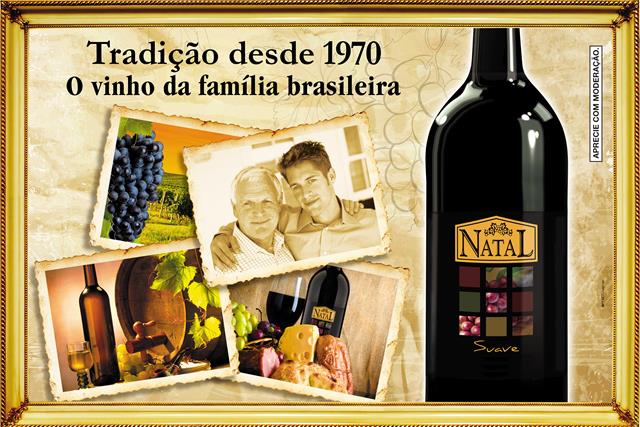 Tradição desde 1970
O vinho da família brasileira
APRECIE COM MODERAÇÃO.
NATAL
NATAL
Suave